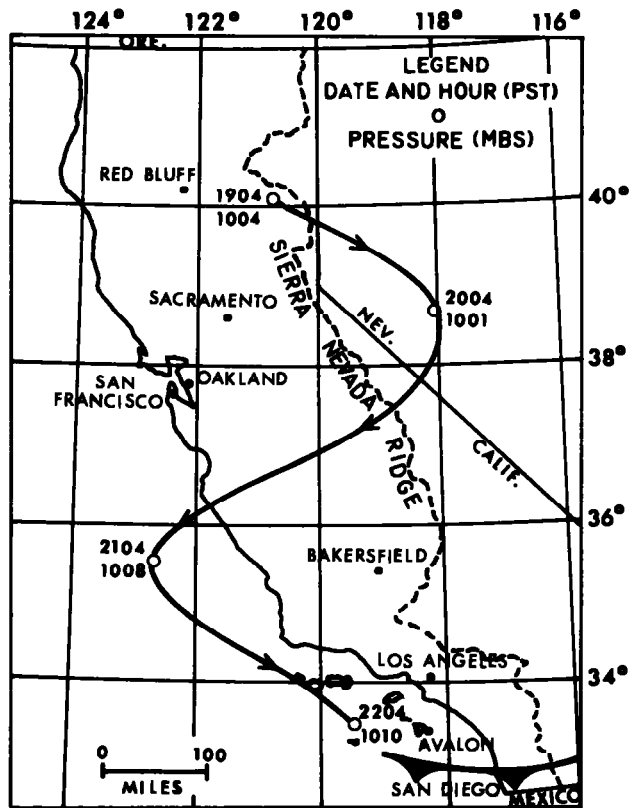 124° 122° 120° 118° 116°
ORE.
LEGEND
DATE AND HOUR (PST)
PRESSURE (MBS)
RED BLUFF
1904
1004
40°
SIERRA
NEVADA
RIDGE
SACRAMENTO
2004
1001
NEV.
CALIF.
38°
OAKLAND
SAN
FRANCISCO
36°
2104
1008
BAKERSFIELD
LOS ANGELES
34°
2204
1010
AVALON
0 100
MILES
SAN DIEGO
MEXICO